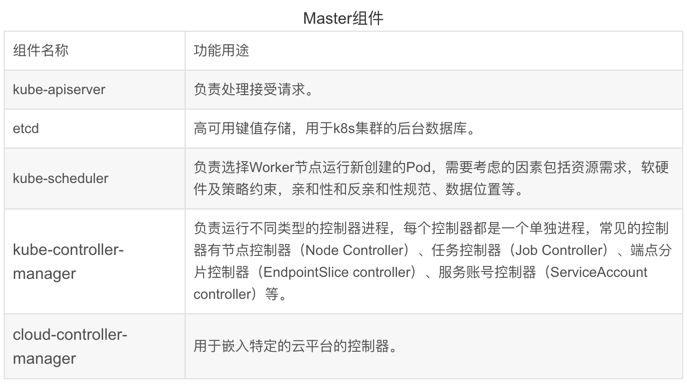 Master组件
组件名称
功能用途
kube-apiserver
负责处理接受请求。
etcd
高可用键值存储，用于k8s集群的后台数据库。
kube-scheduler
负责选择Worker节点运行新创建的Pod，需要考虑的因素包括资源需求，软硬
件及策略约束，亲和性和反亲和性规范、数据位置等。
kube-controller-
manager
负责运行不同类型的控制器进程，每个控制器都是一个单独进程，常见的控制
器有节点控制器（Node Controller）、任务控制器（Job Controller）、端点分
片控制器（EndpointSlice controller）、服务账号控制器（ServiceAccount
controller）等。
cloud-controller-
manager
用于嵌入特定的云平台的控制器。